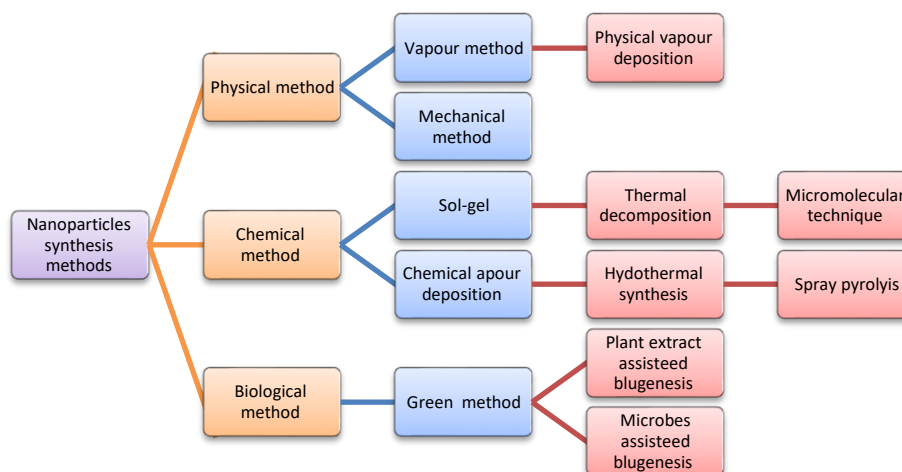 Nanoparticles
synthesis
methods
Physical method
Vapour method
Physical vapour
deposition
Mechanical
method
Chemical
method
Sol-gel
Thermal
decomposition
Micromolecular
technique
Chemical apour
deposition
Hydothermal
synthesis
Spray pyrolyis
Biological
method
Green method
Plant extract
assisteed
blugenesis
Microbes
assisteed
blugenesis